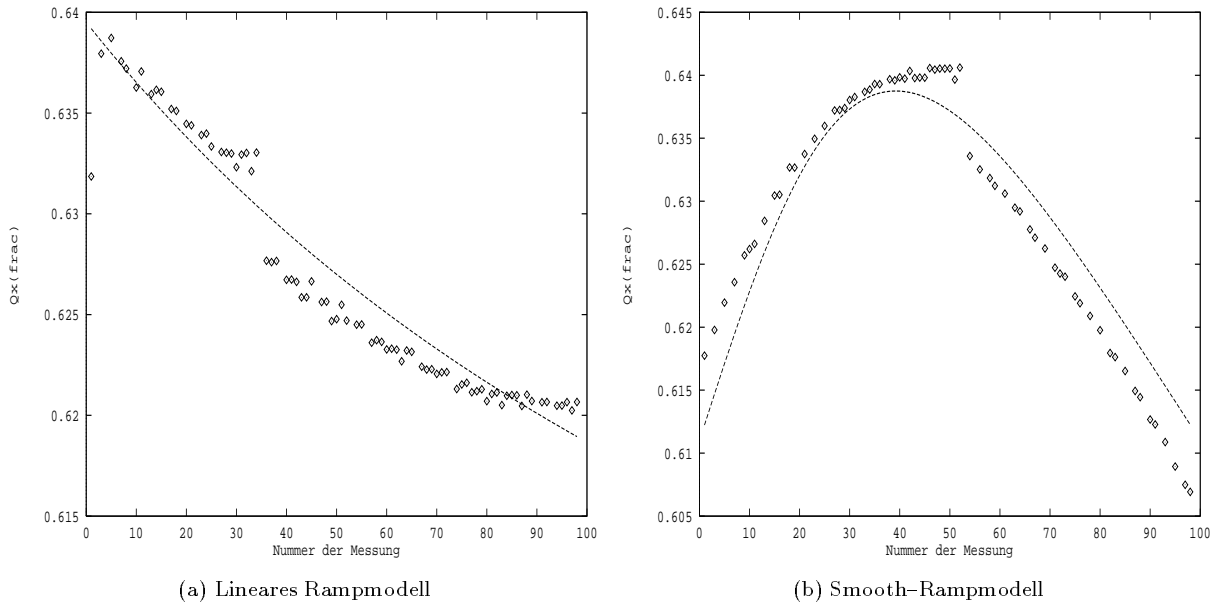 0.64
0.635
0.63
0.625
0.62
0.615
0 10 20 30 40 50 60 70 80 90 100
Qx(frac)
Nummer der Messung
(a) Lineares Rampmodell
0.645
0.64
0.635
0.63
0.625
0.62
0.615
0.61
0.605
0 10 20 30 40 50 60 70 80 90 100
Qx(frac)
Nummer der Messung
(b) Smooth–Rampmodell